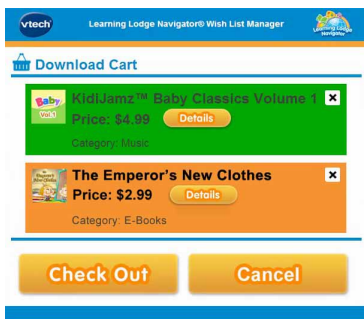 vtech
Learning Lodge Navigator® Wish List Manager
Learning Lodge
Navigator
Download Cart
Baby
Vol.1
KidiJamz™ Baby Classics Volume 1
Price: $4.99
Details
Category: Music
The Emperor's New Clothes
Price: $2.99
Details
Category: E-Books
Check Out
Cancel